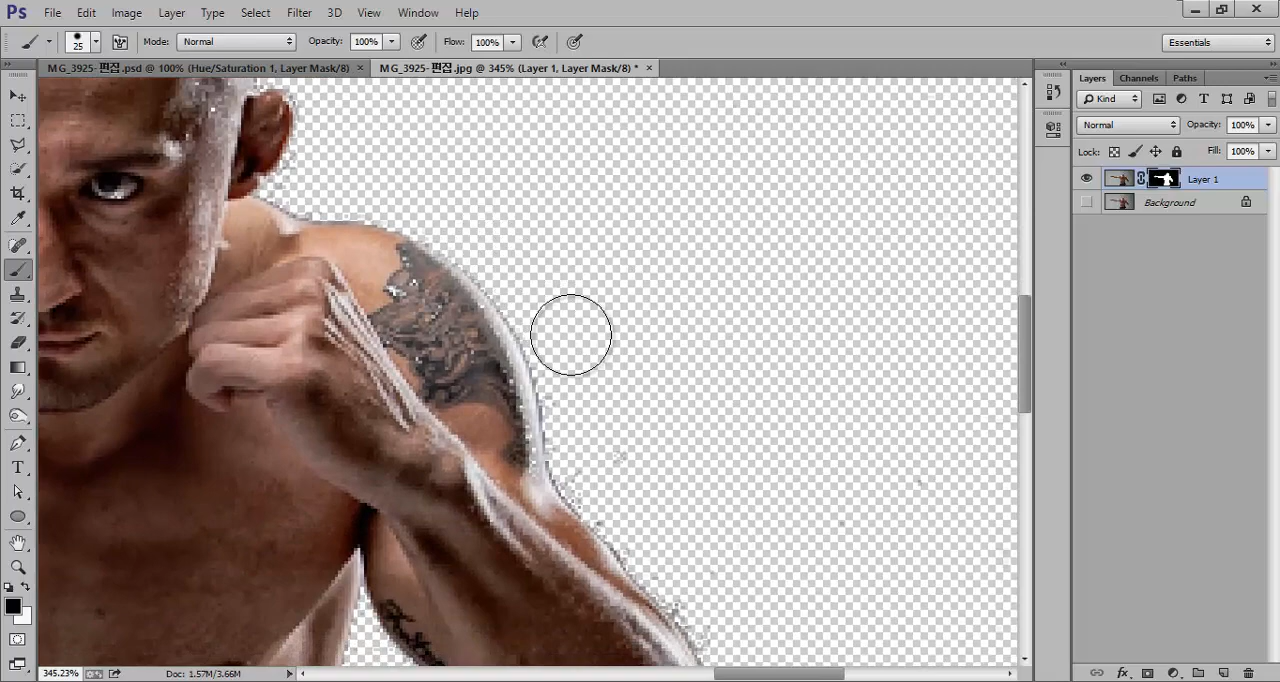 Ps File Edit Image Layer Type Select Filter 3D View Window Help
25 Mode: Normal Opacity: 100% Flow: 100% Essentials
MG_3925-편집.psd @ 100% (Hue/Saturation 1, Layer Mask/8) × MG_3925-편집.jpg @ 345% (Layer 1, Layer Mask/8) * ×
Layers Channels Paths
Kind
Normal Opacity: 100%
Lock: Fill: 100%
Layer 1
Background
345.23% Doc: 1.57M/3.66M